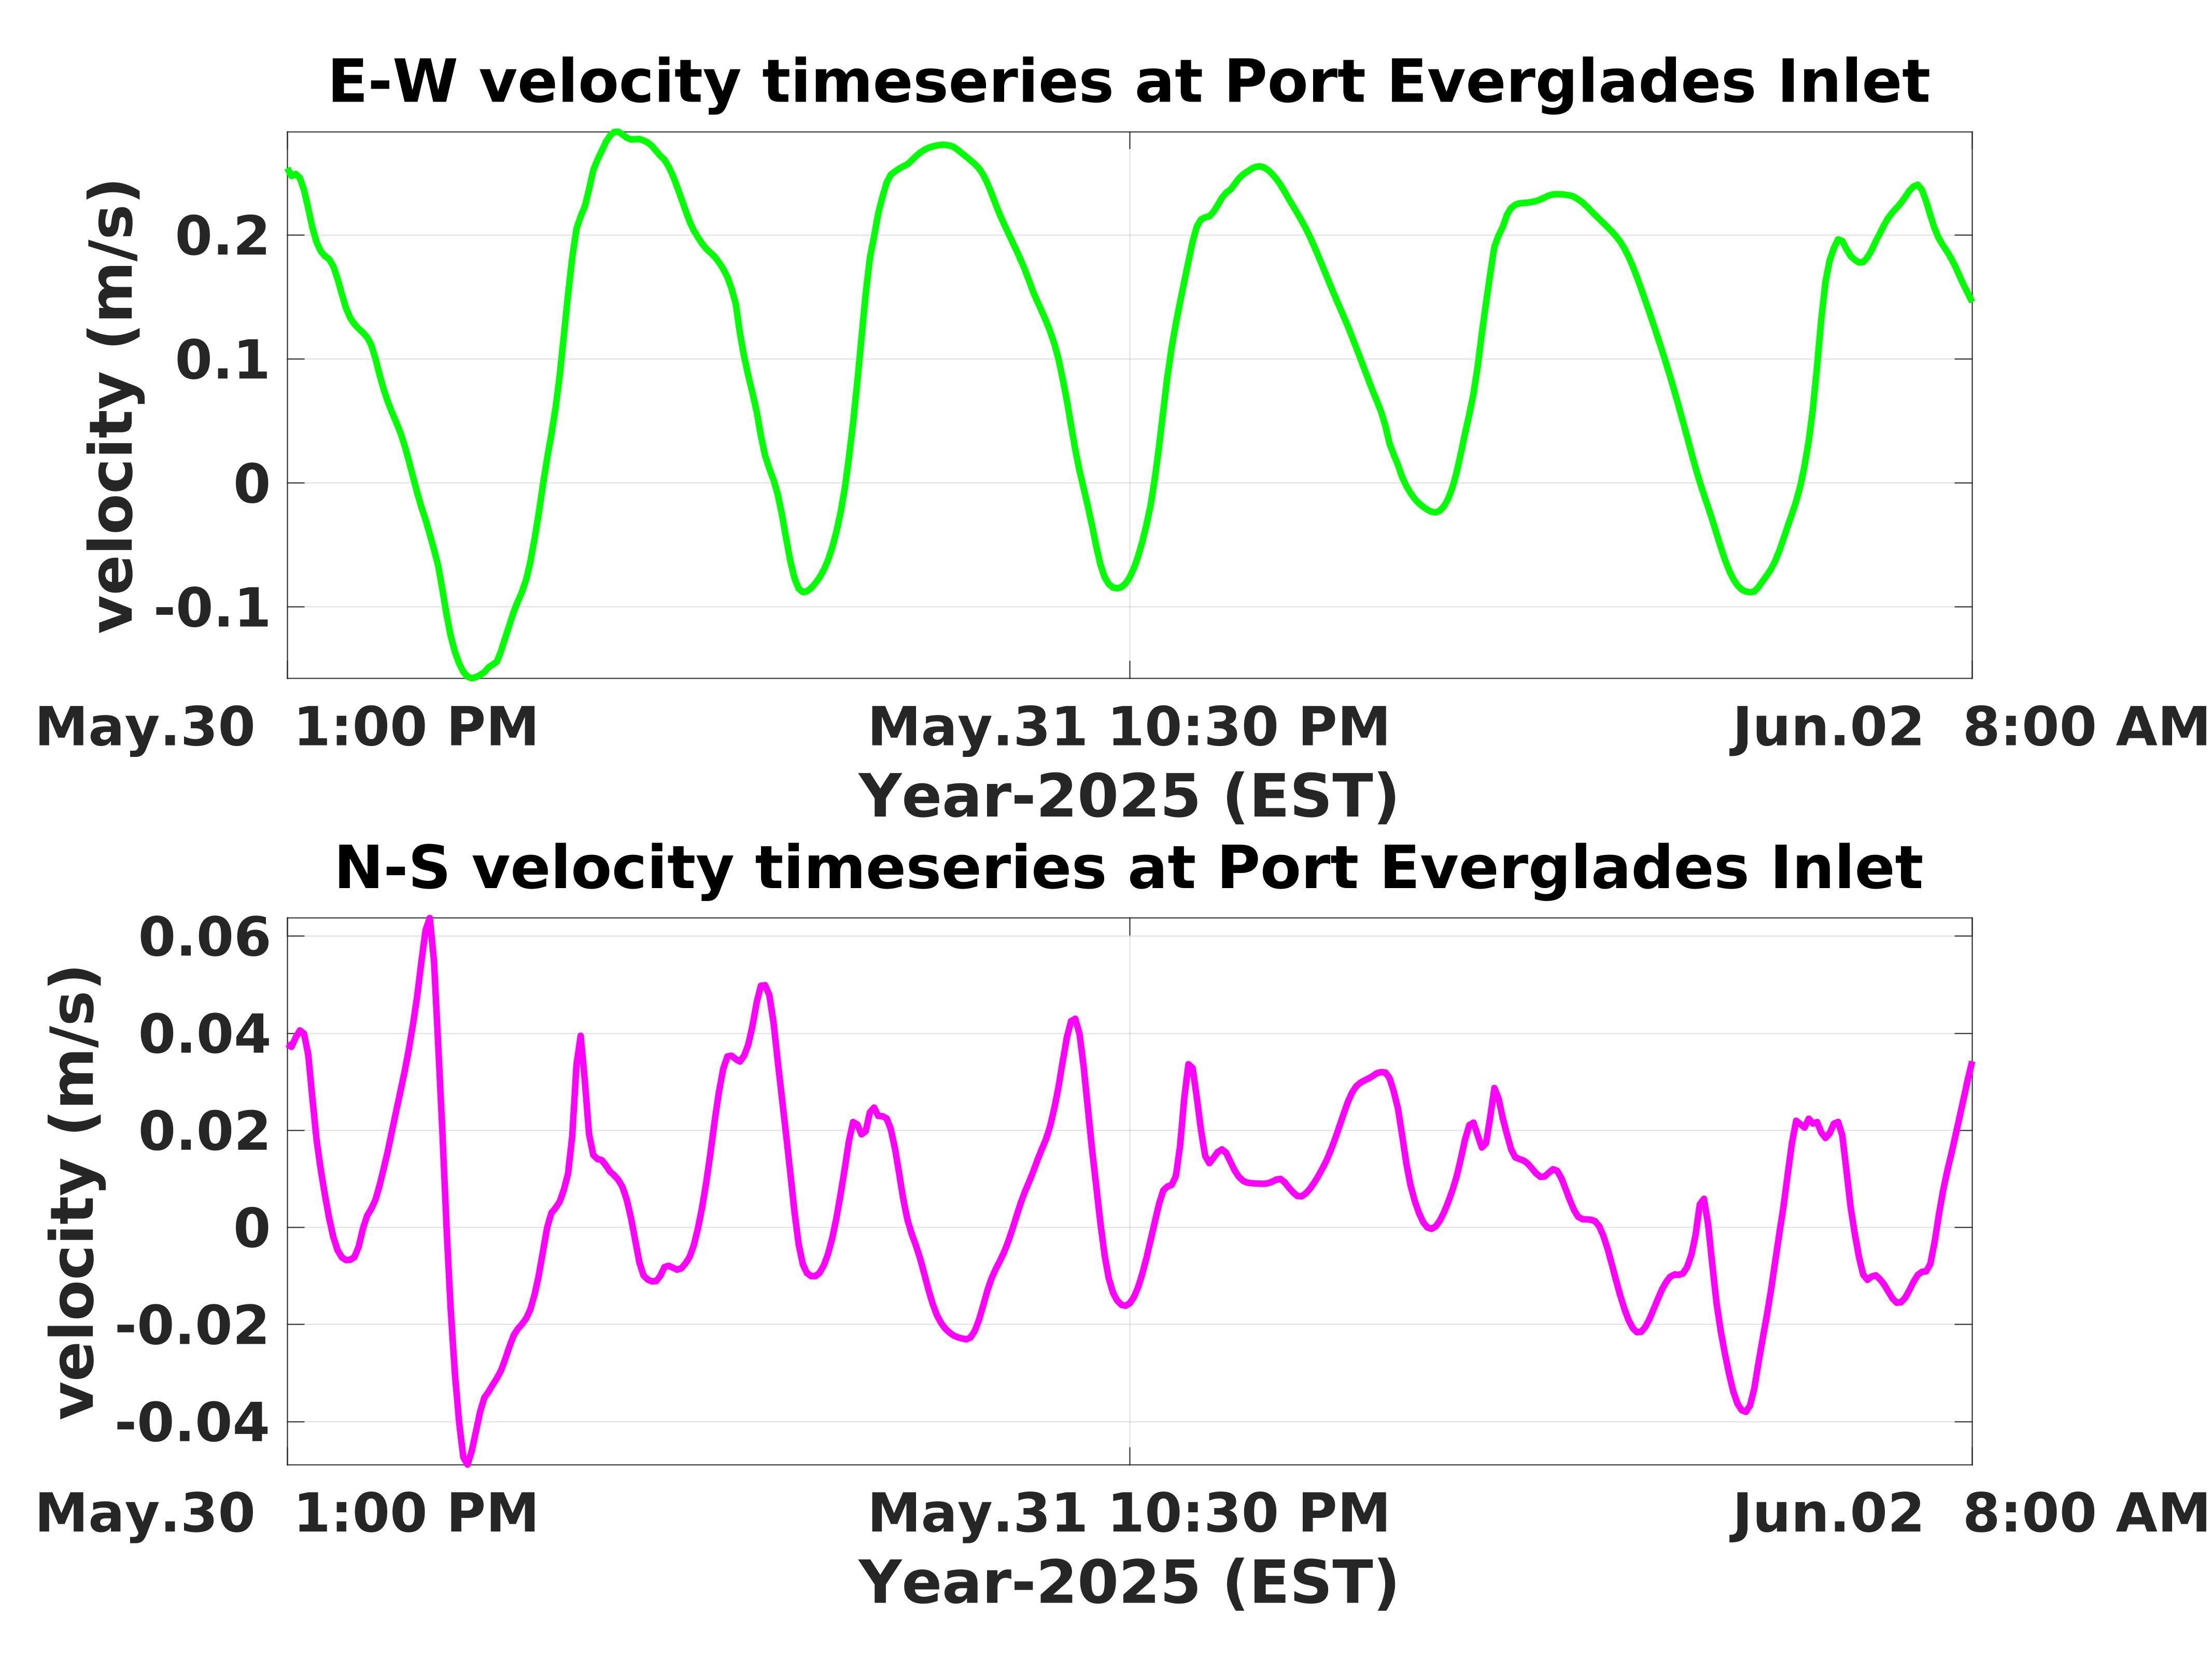 E-W velocity timeseries at Port Everglades Inlet
velocity (m/s)
0.2
0.1
0
-0.1
May.30 1:00 PM
May.31 10:30 PM
Jun.02 8:00 AM
Year-2025 (EST)
N-S velocity timeseries at Port Everglades Inlet
velocity (m/s)
0.06
0.04
0.02
0
-0.02
-0.04
May.30 1:00 PM
May.31 10:30 PM
Jun.02 8:00 AM
Year-2025 (EST)